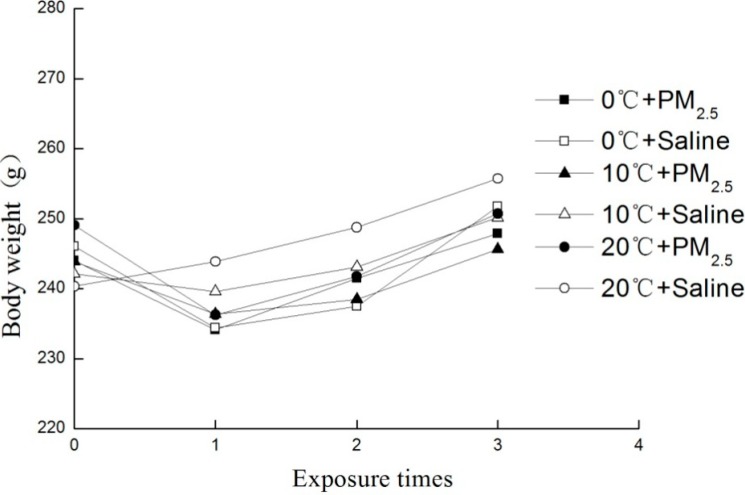 280
270
260
250
240
230
220
0
1
2
3
4
Body weight（g）
Exposure times
0℃+PM2.5
0℃+Saline
10℃+PM2.5
10℃+Saline
20℃+PM2.5
20℃+Saline